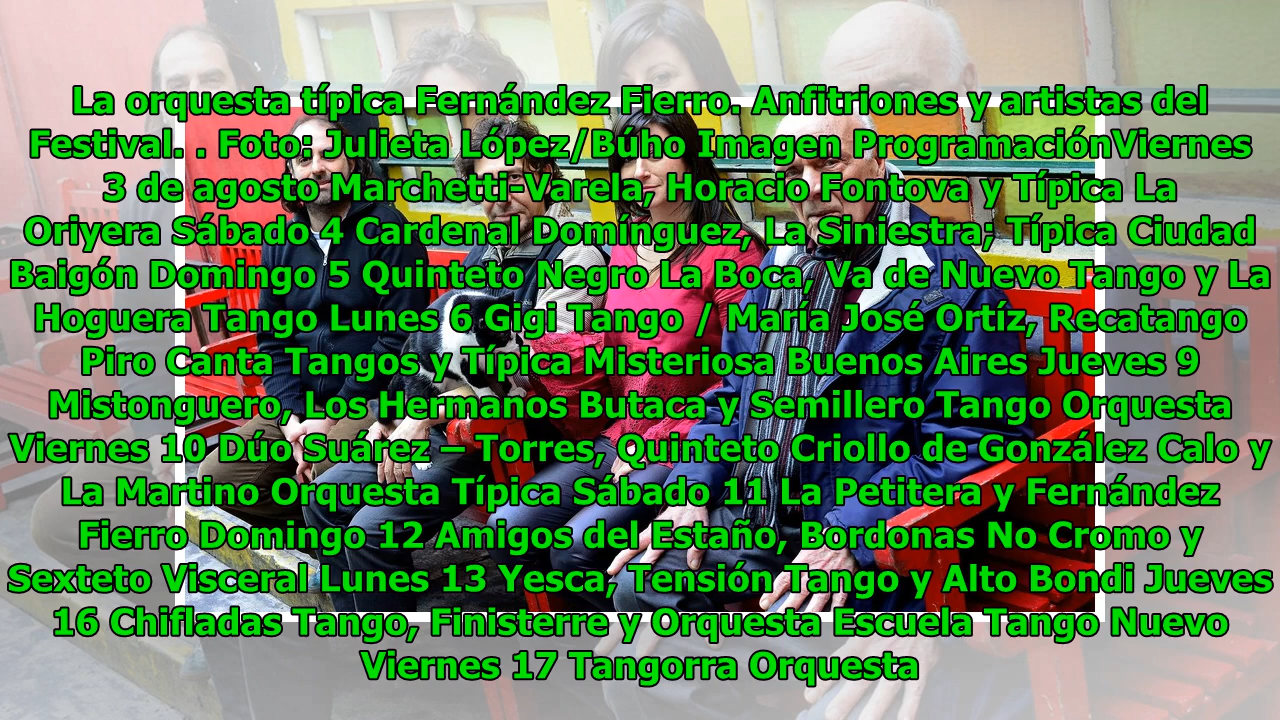 La orquesta típica Fernández Fierro. Anfitriones y artistas del
Festival. . Foto: Julieta López/Búho Imagen ProgramaciónViernes
3 de agosto Marchetti-Varela, Horacio Fontova y Típica La
Oriyera Sábado 4 Cardenal Domínguez, La Siniestra; Típica Ciudad
Baigón Domingo 5 Quinteto Negro La Boca, Va de Nuevo Tango y La
Hoguera Tango Lunes 6 Gigi Tango / María José Ortíz, Recatango
Piro Canta Tangos y Típica Misteriosa Buenos Aires Jueves 9
Mistonguero, Los Hermanos Butaca y Semillero Tango Orquesta
Viernes 10 Dúo Suárez – Torres, Quinteto Criollo de González Calo y
La Martino Orquesta Típica Sábado 11 La Petitera y Fernández
Fierro Domingo 12 Amigos del Estaño, Bordonas No Cromo y
Sexteto Visceral Lunes 13 Yesca, Tensión Tango y Alto Bondi Jueves
16 Chifladas Tango, Finisterre y Orquesta Escuela Tango Nuevo
Viernes 17 Tangorra Orquesta